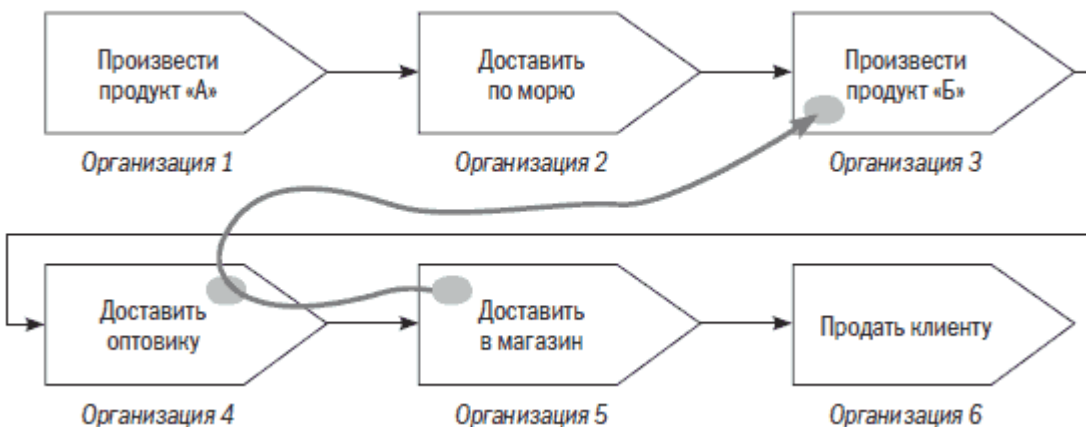 Произвести
продукт «А»
Доставить
по морю
Произвести
продукт «Б»
Организация 1
Организация 2
Организация 3
Доставить
оптовику
Доставить
в магазин
Продать клиенту
Организация 4
Организация 5
Организация 6